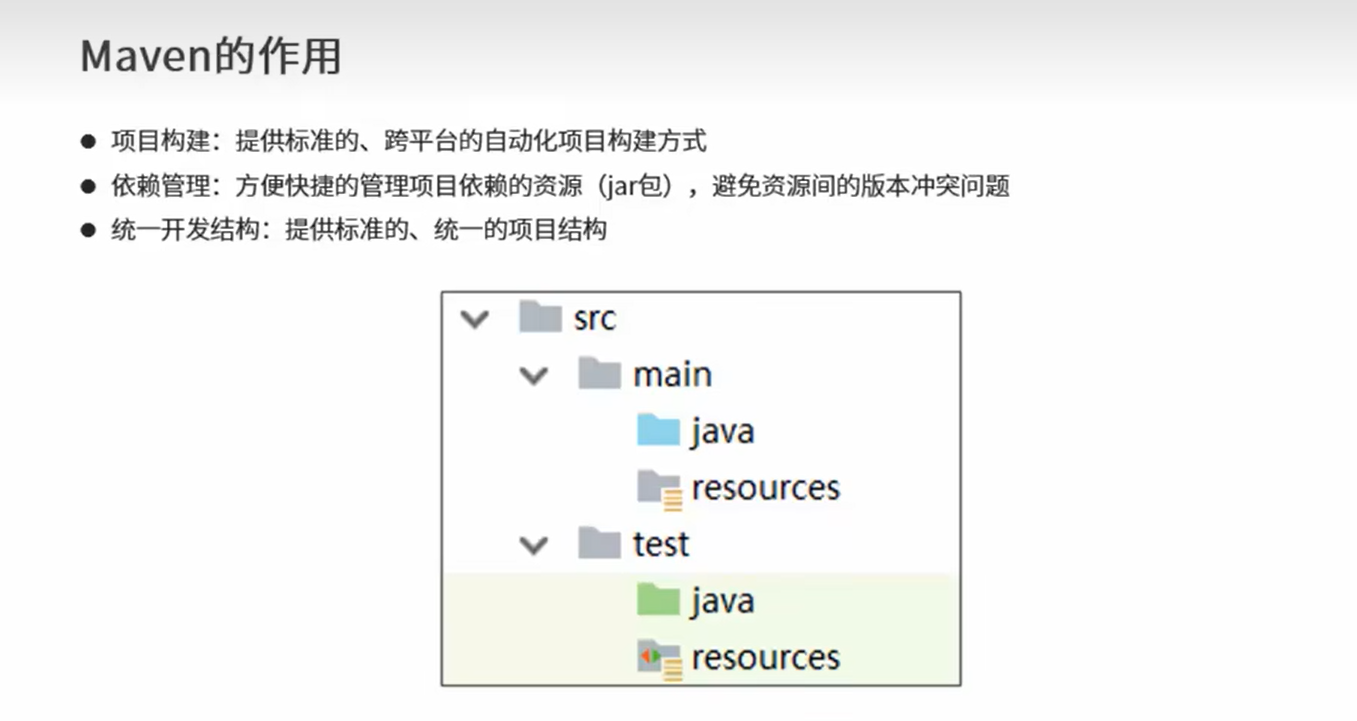 Maven的作用
项目构建：提供标准的、跨平台的自动化项目构建方式
依赖管理：方便快捷的管理项目依赖的资源（jar包），避免资源间的版本冲突问题
统一开发结构：提供标准的、统一的项目结构
src
main
java
resources
test
java
resources